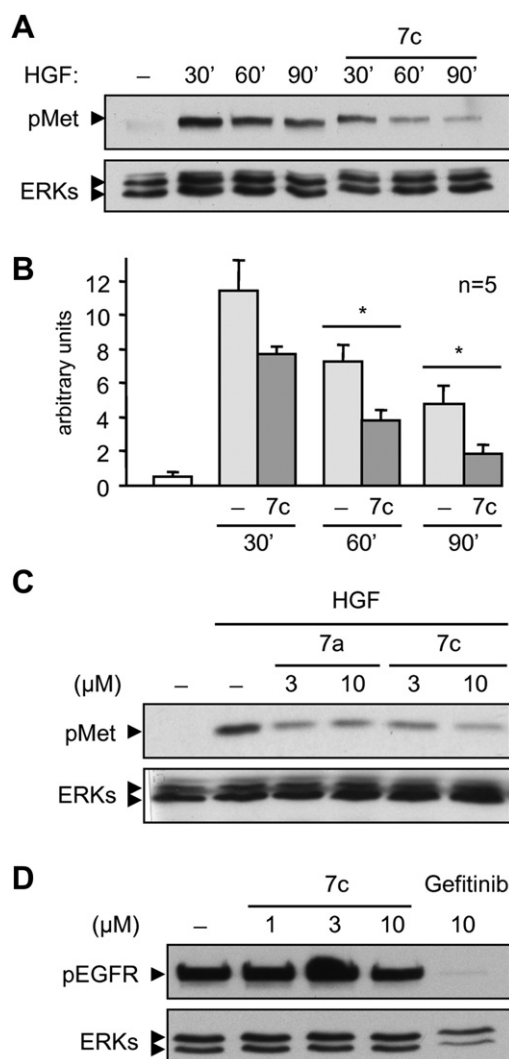 A
7c
HGF: – 30' 60' 90' 30' 60' 90'
pMet
ERKs
B
n=5
arbitrary units
12
10
8
6
4
2
0
* *
– 7c – 7c – 7c
30' 60' 90'
C
HGF
7a 7c
(µM) – – 3 10 3 10
pMet
ERKs
D
7c Gefitinib
(µM) – 1 3 10 10
pEGFR
ERKs